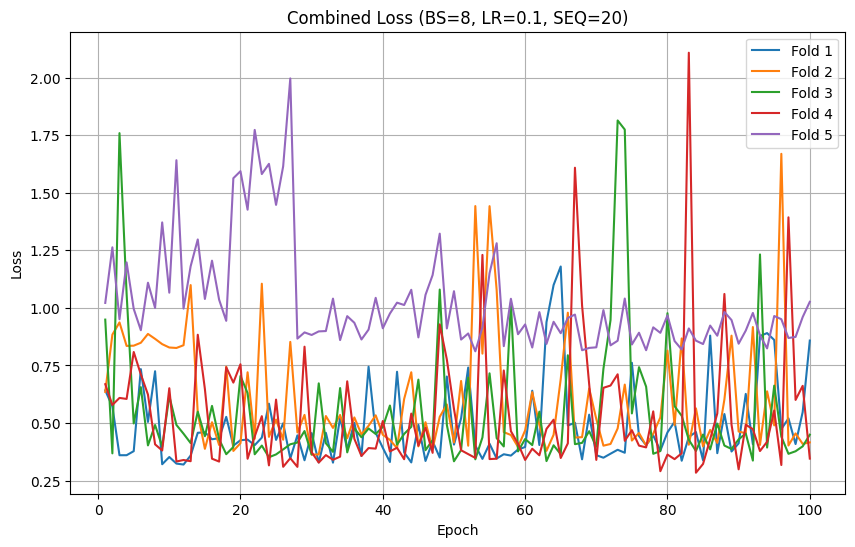 Combined Loss (BS=8, LR=0.1, SEQ=20)
Fold 1
Fold 2
Fold 3
Fold 4
Fold 5
2.00
1.75
1.50
1.25
1.00
0.75
0.50
0.25
Loss
0 20 40 60 80 100
Epoch